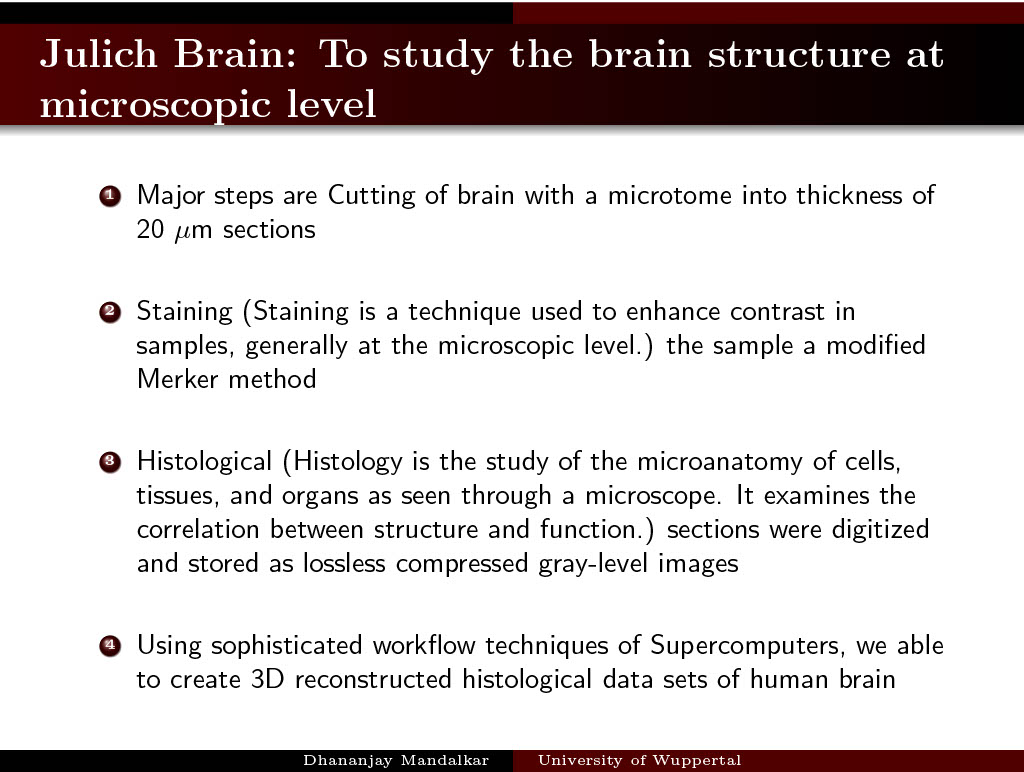 Julich Brain: To study the brain structure at
microscopic level
1 Major steps are Cutting of brain with a microtome into thickness of
20 μm sections
2 Staining (Staining is a technique used to enhance contrast in
samples, generally at the microscopic level.) the sample a modified
Merker method
3 Histological (Histology is the study of the microanatomy of cells,
tissues, and organs as seen through a microscope. It examines the
correlation between structure and function.) sections were digitized
and stored as lossless compressed gray-level images
4 Using sophisticated workflow techniques of Supercomputers, we able
to create 3D reconstructed histological data sets of human brain
Dhananjay Mandalkar University of Wuppertal